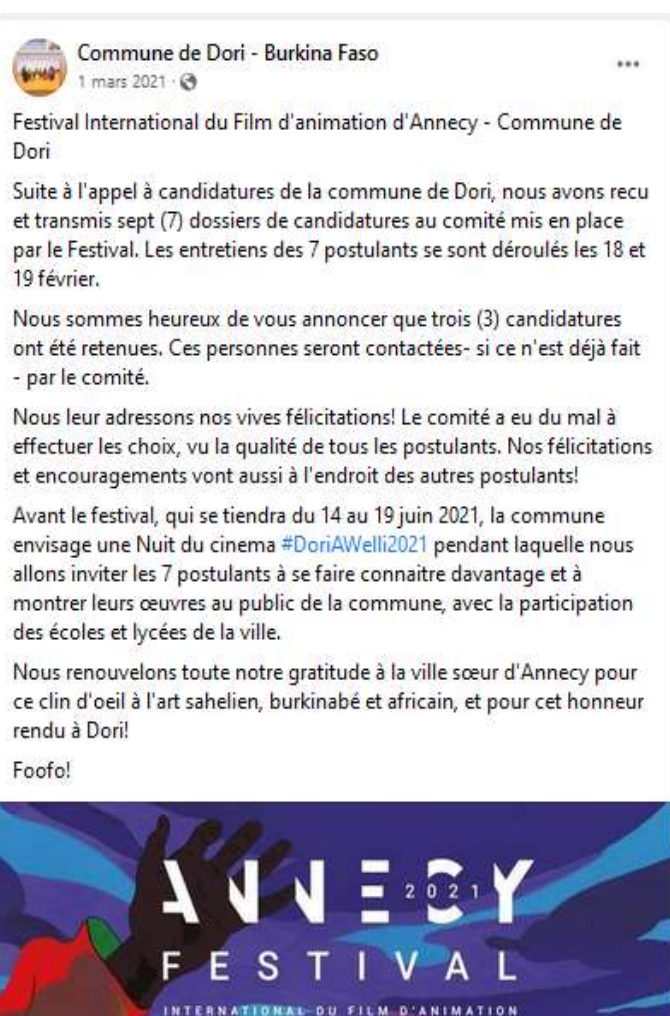 Commune de Dori - Burkina Faso
1 mars 2021 ·
Festival International du Film d'animation d'Annecy - Commune de
Dori
Suite à l'appel à candidatures de la commune de Dori, nous avons recu
et transmis sept (7) dossiers de candidatures au comité mis en place
par le Festival. Les entretiens des 7 postulants se sont déroulés les 18 et
19 février.
Nous sommes heureux de vous annoncer que trois (3) candidatures
ont été retenues. Ces personnes seront contactées- si ce n'est déjà fait
- par le comité.
Nous leur adressons nos vives félicitations! Le comité a eu du mal à
effectuer les choix, vu la qualité de tous les postulants. Nos félicitations
et encouragements vont aussi à l'endroit des autres postulants!
Avant le festival, qui se tiendra du 14 au 19 juin 2021, la commune
envisage une Nuit du cinema #DoriAWelli2021 pendant laquelle nous
allons inviter les 7 postulants à se faire connaitre davantage et à
montrer leurs œuvres au public de la commune, avec la participation
des écoles et lycées de la ville.
Nous renouvelons toute notre gratitude à la ville sœur d'Annecy pour
ce clin d'oeil à l'art sahelien, burkinabé et africain, et pour cet honneur
rendu à Dori!
Foofo!
ANNECY
2021
FESTIVAL
INTERNATIONAL DU FILM D'ANIMATION